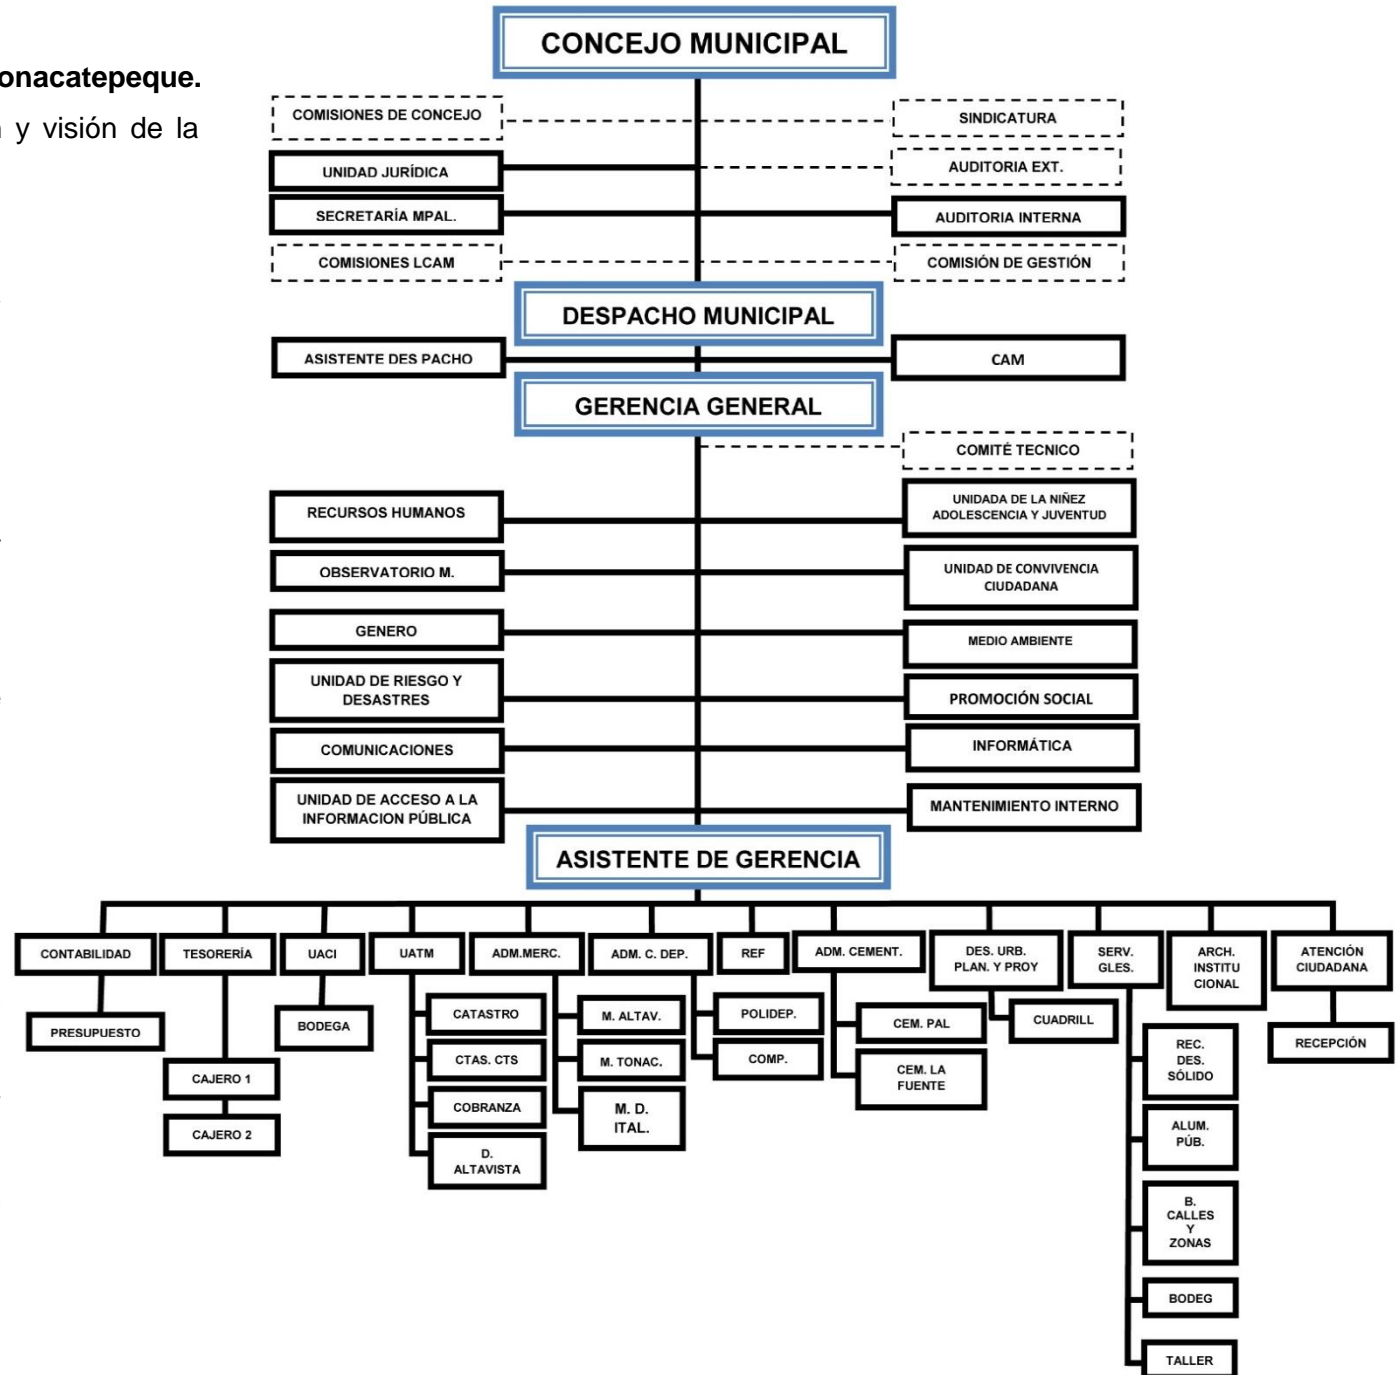 CONCEJO MUNICIPAL
onacatepeque.
y visión de la
COMISIONES DE CONCEJO
SINDICATURA
UNIDAD JURÍDICA
AUDITORIA EXT.
SECRETARÍA MPAL.
AUDITORIA INTERNA
COMISIONES LCAM
COMISIÓN DE GESTIÓN
DESPACHO MUNICIPAL
ASISTENTE DES PACHO
CAM
GERENCIA GENERAL
COMITÉ TECNICO
RECURSOS HUMANOS
UNIDADA DE LA NIÑEZ
ADOLESCENCIA Y JUVENTUD
OBSERVATORIO M.
UNIDAD DE CONVIVENCIA
CIUDADANA
GENERO
MEDIO AMBIENTE
UNIDAD DE RIESGO Y
DESASTRES
PROMOCIÓN SOCIAL
COMUNICACIONES
INFORMÁTICA
UNIDAD DE ACCESO A LA
INFORMACION PÚBLICA
MANTENIMIENTO INTERNO
ASISTENTE DE GERENCIA
CONTABILIDAD
TESORERÍA
UACI
UATM
ADM.MERC.
ADM. C. DEP.
REF
ADM. CEMENT.
DES. URB.
PLAN. Y PROY
SERV.
GLES.
ARCH.
INSTITU
CIONAL
ATENCIÓN
CIUDADANA
PRESUPUESTO
CAJERO 1
CAJERO 2
BODEGA
CATASTRO
CTAS. CTS
COBRANZA
D.
ALTAVISTA
M. ALTAV.
M. TONAC.
M. D.
ITAL.
POLIDEP.
COMP.
CEM. PAL
CEM. LA
FUENTE
CUADRILL
REC.
DES.
SÓLIDO
ALUM.
PÚB.
B.
CALLES
Y
ZONAS
BODEG
TALLER
RECEPCIÓN